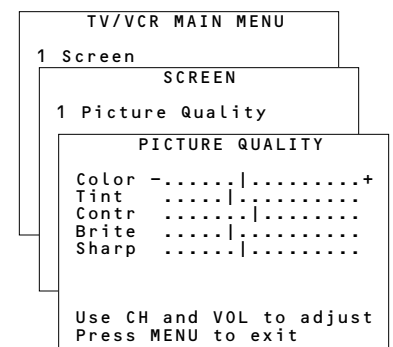 TV/VCR MAIN MENU
1 Screen
SCREEN
1 Picture Quality
PICTURE QUALITY
Color -......|.........+
Tint .....|..........
Contr .......|........
Brite .....|..........
Sharp ......|.........
Use CH and VOL to adjust
Press MENU to exit